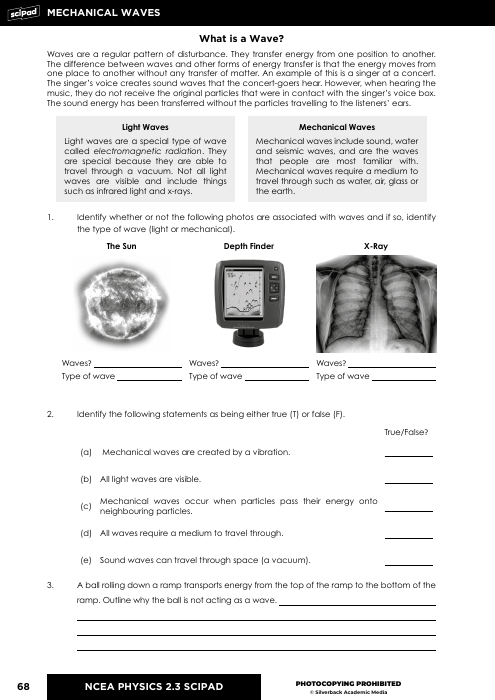 scipad MECHANICAL WAVES
What is a Wave?
Waves are a regular pattern of disturbance. They transfer energy from one position to another.
The difference between waves and other forms of energy transfer is that the energy moves from
one place to another without any transfer of matter. An example of this is a singer at a concert.
The singer's voice creates sound waves that the concert-goers hear. However, when hearing the
music, they do not receive the original particles that were in contact with the singer's voice box.
The sound energy has been transferred without the particles travelling to the listeners' ears.
Light Waves
Light waves are a special type of wave
called electromagnetic radiation. They
are special because they are able to
travel through a vacuum. Not all light
waves are visible and include things
such as infrared light and x-rays.
Mechanical Waves
Mechanical waves include sound, water
and seismic waves, and are the waves
that people are most familiar with.
Mechanical waves require a medium to
travel through such as water, air, glass or
the earth.
1. Identify whether or not the following photos are associated with waves and if so, identify
the type of wave (light or mechanical).
The Sun Depth Finder X-Ray
Waves? Waves? Waves?
Type of wave Type of wave Type of wave
2. Identify the following statements as being either true (T) or false (F).
True/False?
(a) Mechanical waves are created by a vibration.
(b) All light waves are visible.
(c) Mechanical waves occur when particles pass their energy onto
neighbouring particles.
(d) All waves require a medium to travel through.
(e) Sound waves can travel through space (a vacuum).
3. A ball rolling down a ramp transports energy from the top of the ramp to the bottom of the
ramp. Outline why the ball is not acting as a wave.
68 NCEA PHYSICS 2.3 SCIPAD PHOTOCOPYING PROHIBITED
© Silverback Academic Media